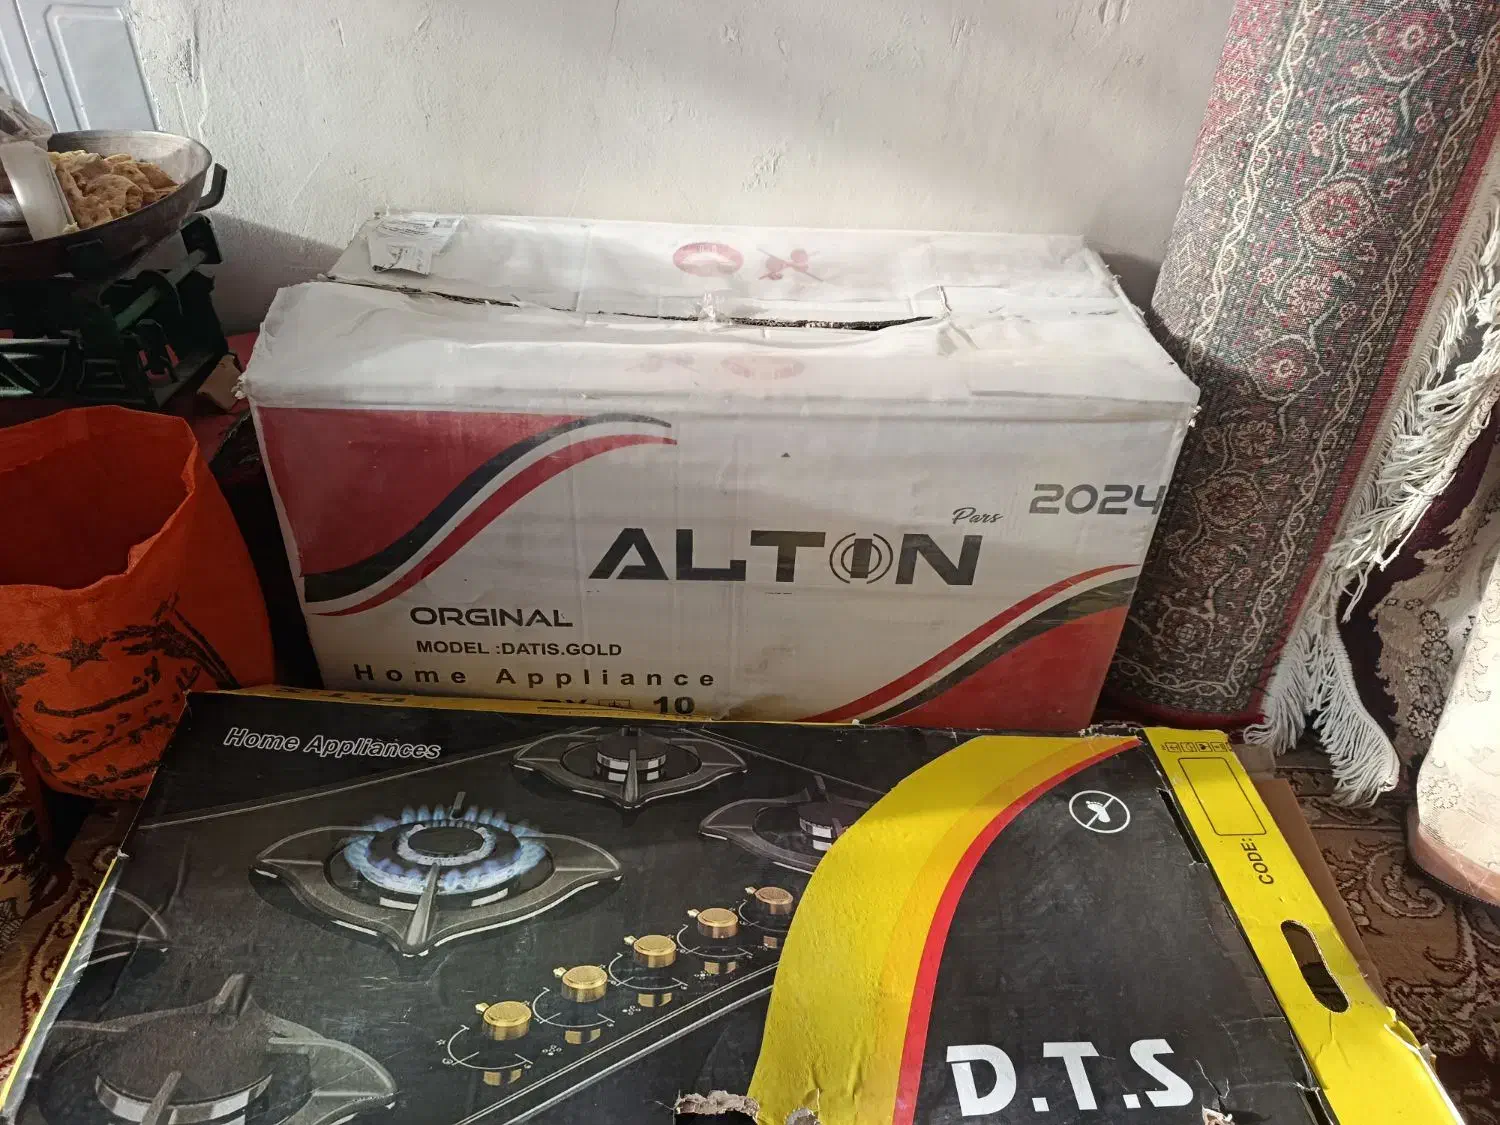 2024
Pars
ALTON
ORGINAL
MODEL :DATIS.GOLD
Home Appliance
10
Home Appliances
CODE:
D.T.S